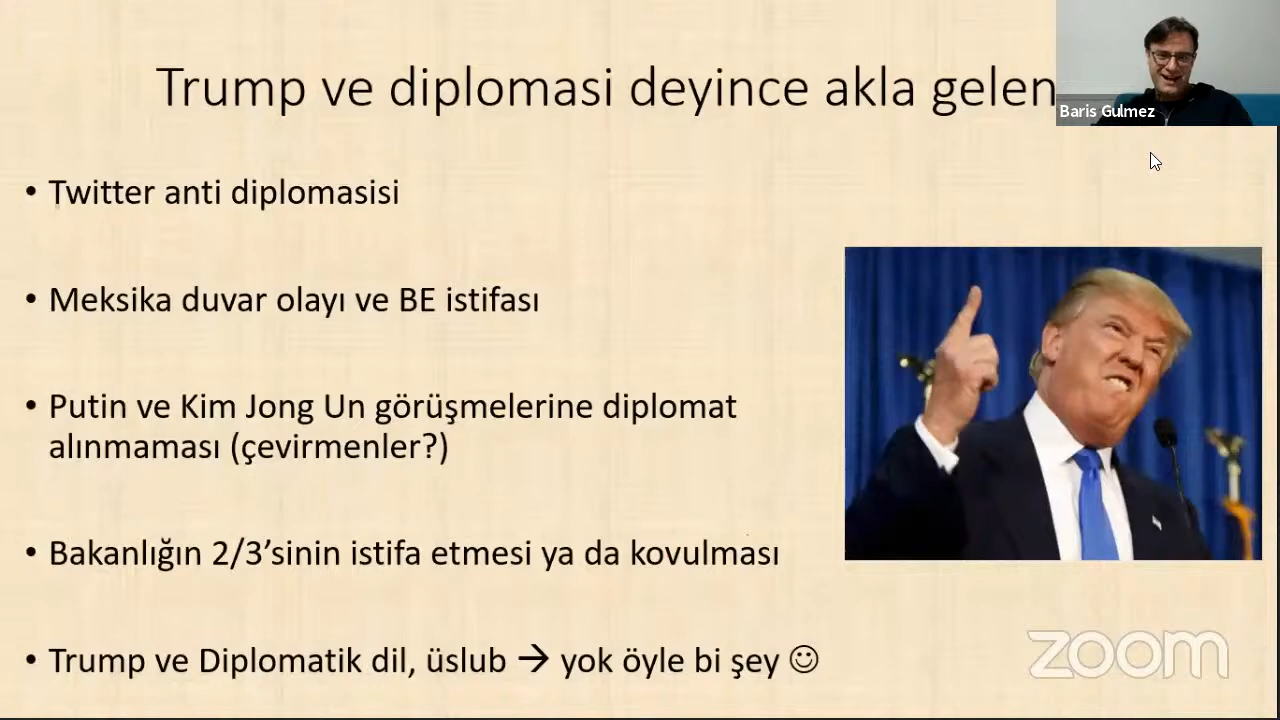 Trump ve diplomasi deyince akla gelen
Baris Gulmez
• Twitter anti diplomasisi
• Meksika duvar olayı ve BE istifası
• Putin ve Kim Jong Un görüşmelerine diplomat
alınmaması (çevirmenler?)
• Bakanlığın 2/3’sinin istifa etmesi ya da kovulması
• Trump ve Diplomatik dil, üslub → yok öyle bi şey ☺
zoom